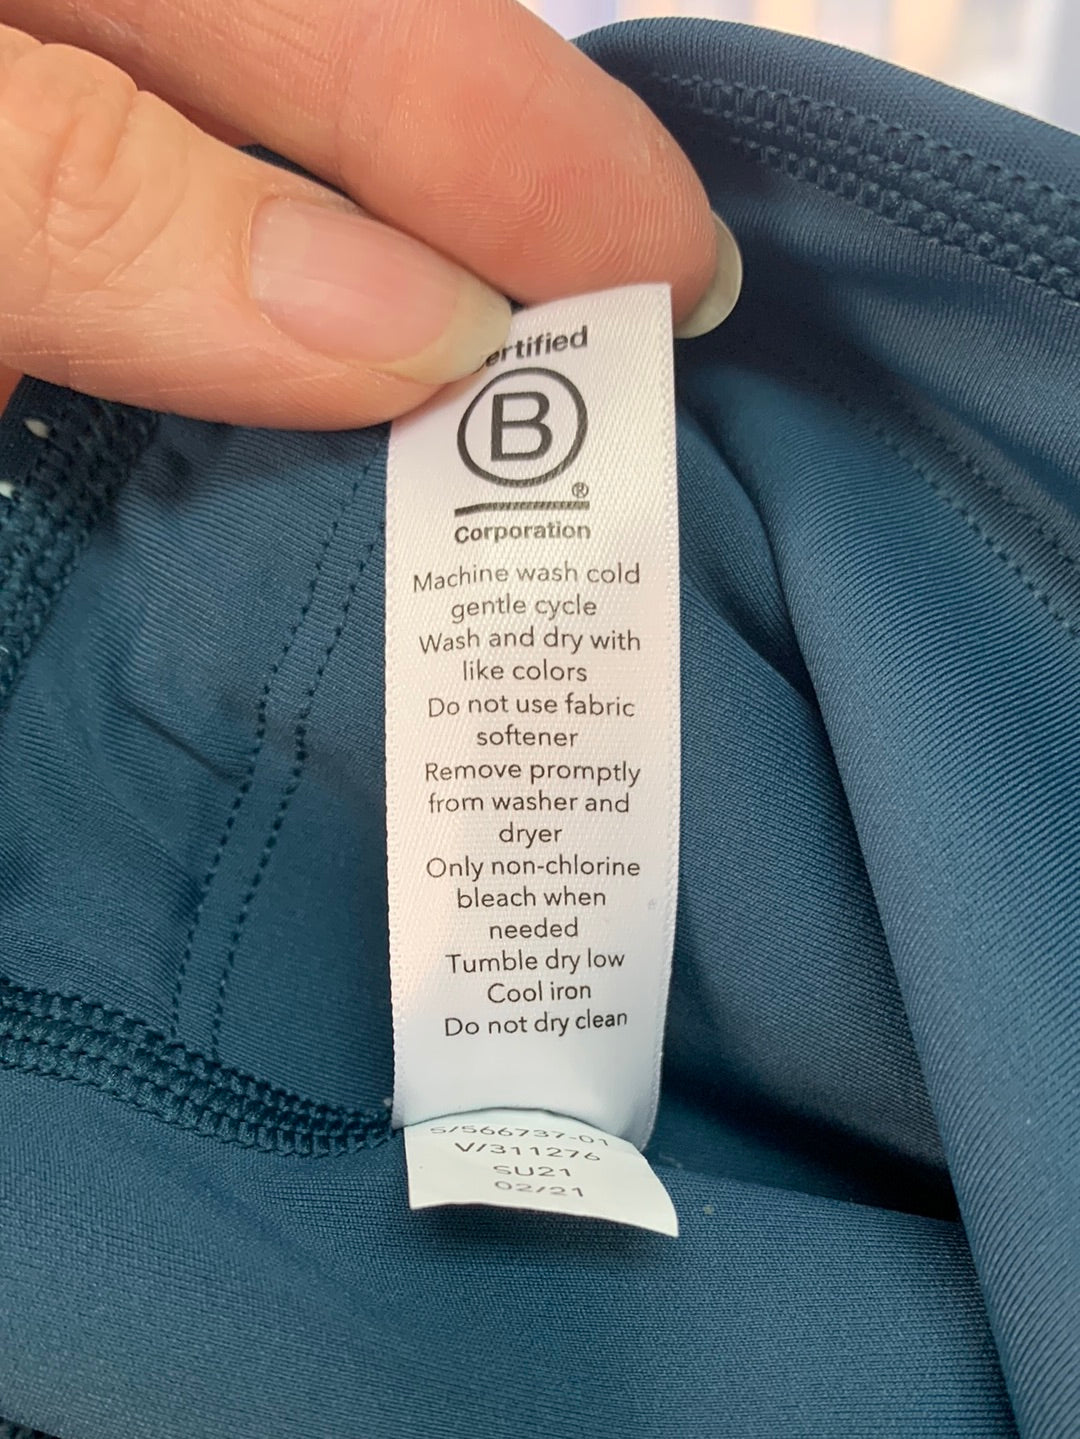 ertified
B
®
Corporation
Machine wash cold
gentle cycle
Wash and dry with
like colors
Do not use fabric
softener
Remove promptly
from washer and
dryer
Only non-chlorine
bleach when
needed
Tumble dry low
Cool iron
Do not dry clean
S/566737-01
V/311276
SU21
02/21